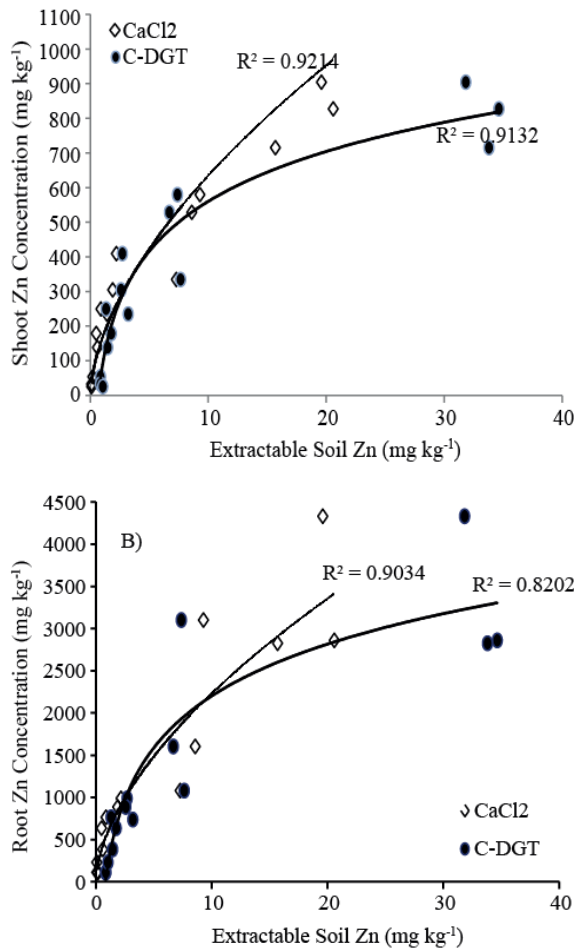 1100
1000
900
800
700
600
500
400
300
200
100
0
Shoot Zn Concentration (mg kg-1)
CaCl2
C-DGT
R² = 0.9214
R² = 0.9132
0 10 20 30 40
Extractable Soil Zn (mg kg-1)
4500
4000
3500
3000
2500
2000
1500
1000
500
0
Root Zn Concentration (mg kg-1)
B)
R² = 0.9034
R² = 0.8202
CaCl2
C-DGT
0 10 20 30 40
Extractable Soil Zn (mg kg-1)